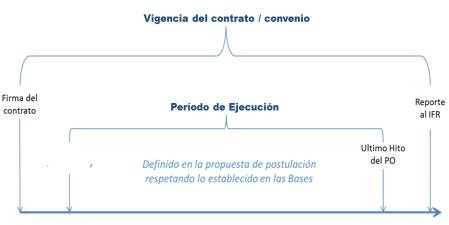 Vigencia del contrato / convenio
Firma del
contrato
Reporte
al IFR
Período de Ejecución
Ultimo Hito
del PO
Definido en la propuesta de postulación
respetando lo establecido en las Bases